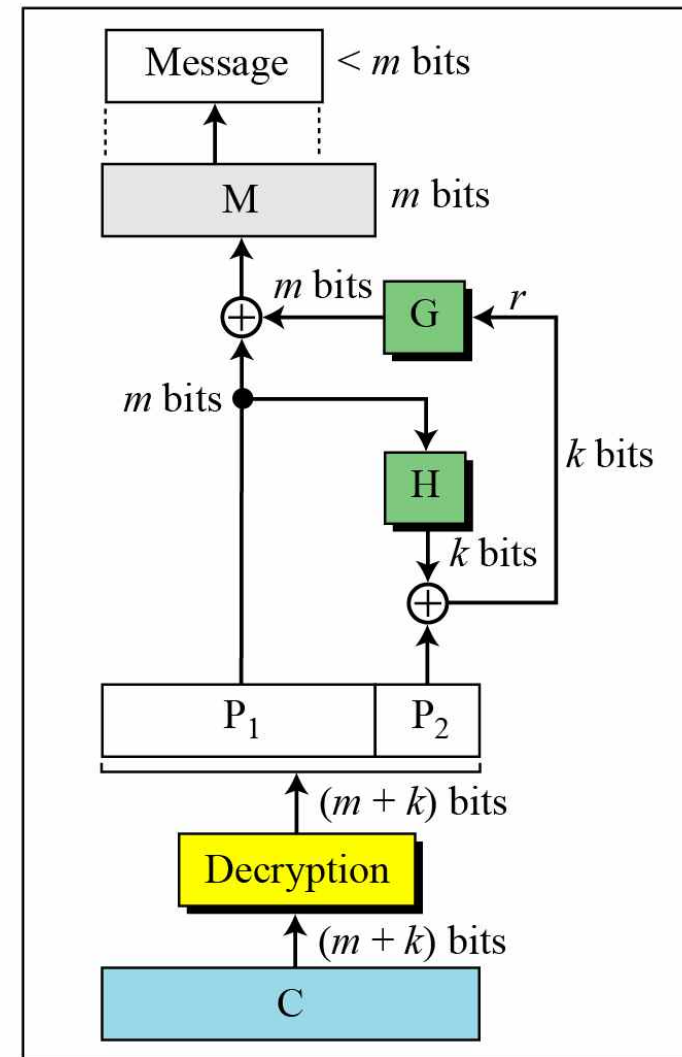 Message < m bits
M m bits
m bits G r
m bits
k bits
H
k bits
P1 P2
(m + k) bits
Decryption
(m + k) bits
C